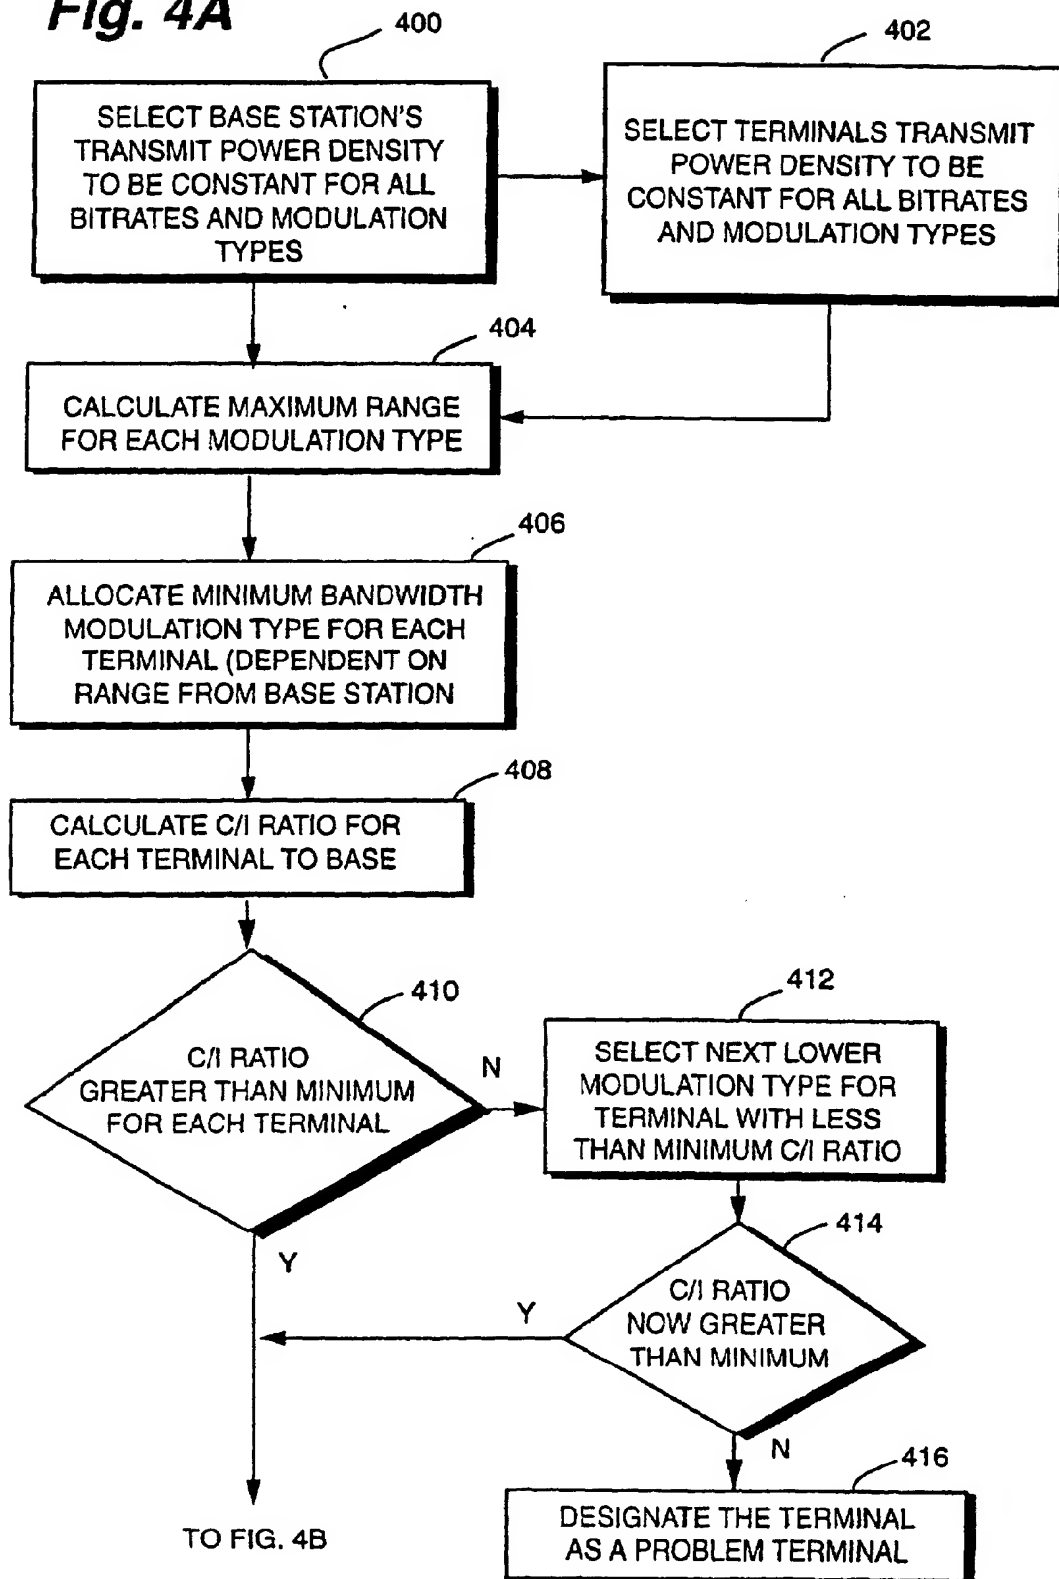 Fig. 4A
400
SELECT BASE STATION'S
TRANSMIT POWER DENSITY
TO BE CONSTANT FOR ALL
BITRATES AND MODULATION
TYPES
402
SELECT TERMINALS TRANSMIT
POWER DENSITY TO BE
CONSTANT FOR ALL BITRATES
AND MODULATION TYPES
404
CALCULATE MAXIMUM RANGE
FOR EACH MODULATION TYPE
406
ALLOCATE MINIMUM BANDWIDTH
MODULATION TYPE FOR EACH
TERMINAL (DEPENDENT ON
RANGE FROM BASE STATION
408
CALCULATE C/I RATIO FOR
EACH TERMINAL TO BASE
410
C/I RATIO
GREATER THAN MINIMUM
FOR EACH TERMINAL
N
Y
412
SELECT NEXT LOWER
MODULATION TYPE FOR
TERMINAL WITH LESS
THAN MINIMUM C/I RATIO
414
C/I RATIO
NOW GREATER
THAN MINIMUM
Y
N
416
DESIGNATE THE TERMINAL
AS A PROBLEM TERMINAL
TO FIG. 4B